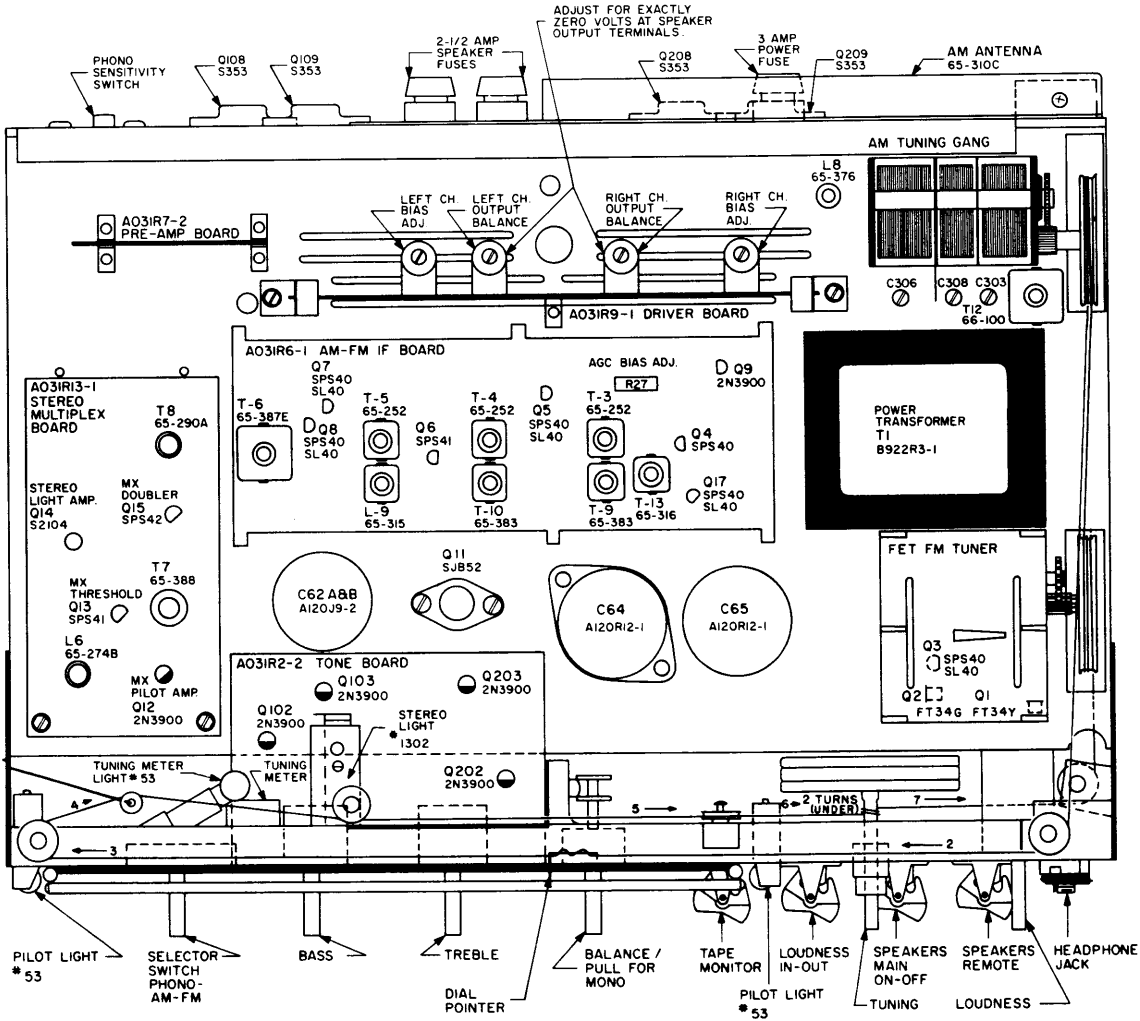 ADJUST FOR EXACTLY
ZERO VOLTS AT SPEAKER
OUTPUT TERMINALS.
PHONO
SENSITIVITY
SWITCH
Q108
S353
Q109
S353
2-1/2 AMP
SPEAKER
FUSES
Q208
S353
3 AMP
POWER
FUSE
Q209
S353
AM ANTENNA
65-310C
AM TUNING GANG
L8
65-376
A031R7-2
PRE-AMP BOARD
LEFT CH.
BIAS
ADJ.
LEFT CH.
OUTPUT
BALANCE
RIGHT CH.
OUTPUT
BALANCE
RIGHT CH.
BIAS
ADJ.
C306
C308
C303
T12
66-100
A031R9-1 DRIVER BOARD
A031R6-1 AM-FM IF BOARD
Q7
SPS40
SL40
AGC BIAS ADJ.
R27
Q9
2N3900
A031R13-1
STEREO
MULTIPLEX
BOARD
T8
65-290A
T-6
65-387E
Q8
SPS40
SL40
T-5
65-252
Q6
SPS41
T-4
65-252
Q5
SPS40
SL40
T-3
65-252
Q4
SPS40
POWER
TRANSFORMER
T1
B922R3-1
STEREO
LIGHT AMP.
Q14
S2104
MX
DOUBLER
Q15
SPS42
L-9
65-315
T-10
65-383
T-9
65-383
T-13
65-316
Q17
SPS40
SL40
FET FM TUNER
T7
65-388
MX
THRESHOLD
Q13
SPS41
C62 A&B
A120J9-2
Q11
SJB52
C64
A120R12-1
C65
A120R12-1
L6
65-274B
MX
PILOT AMP.
Q12
2N3900
Q3
SPS40
SL40
Q2
FT34G
Q1
FT34Y
A031R2-2 TONE BOARD
Q103
2N3900
Q203
2N3900
Q102
2N3900
STEREO
LIGHT
#
1302
TUNING METER
LIGHT #53
TUNING
METER
Q202
2N3900
4
5
6
2 TURNS
(UNDER)
7
3
2
PILOT LIGHT
#53
SELECTOR
SWITCH
PHONO-
AM-FM
BASS
TREBLE
DIAL
POINTER
BALANCE /
PULL FOR
MONO
TAPE
MONITOR
PILOT LIGHT
#53
LOUDNESS
IN-OUT
SPEAKERS
MAIN
ON-OFF
TUNING
SPEAKERS
REMOTE
LOUDNESS
HEADPHONE
JACK